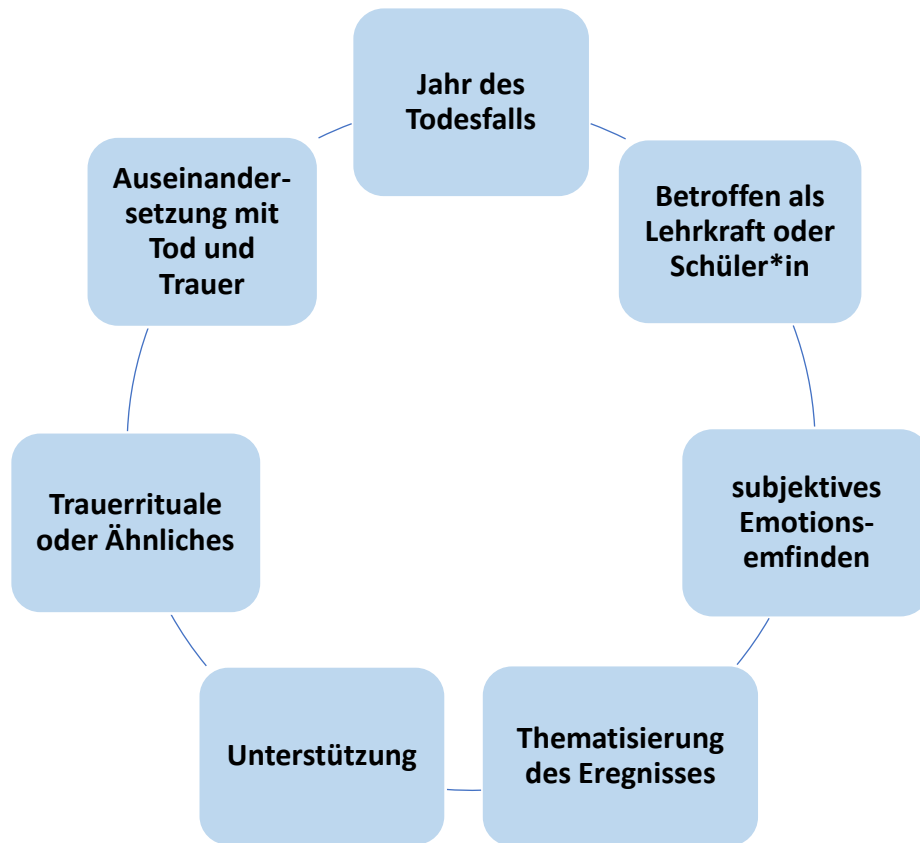 Jahr des
Todesfalls
Betroffen als
Lehrkraft oder
Schüler*in
subjektives
Emotions-
emfinden
Thematisierung
des Eregnisses
Unterstützung
Trauerrituale
oder Ähnliches
Auseinander-
setzung mit
Tod und
Trauer